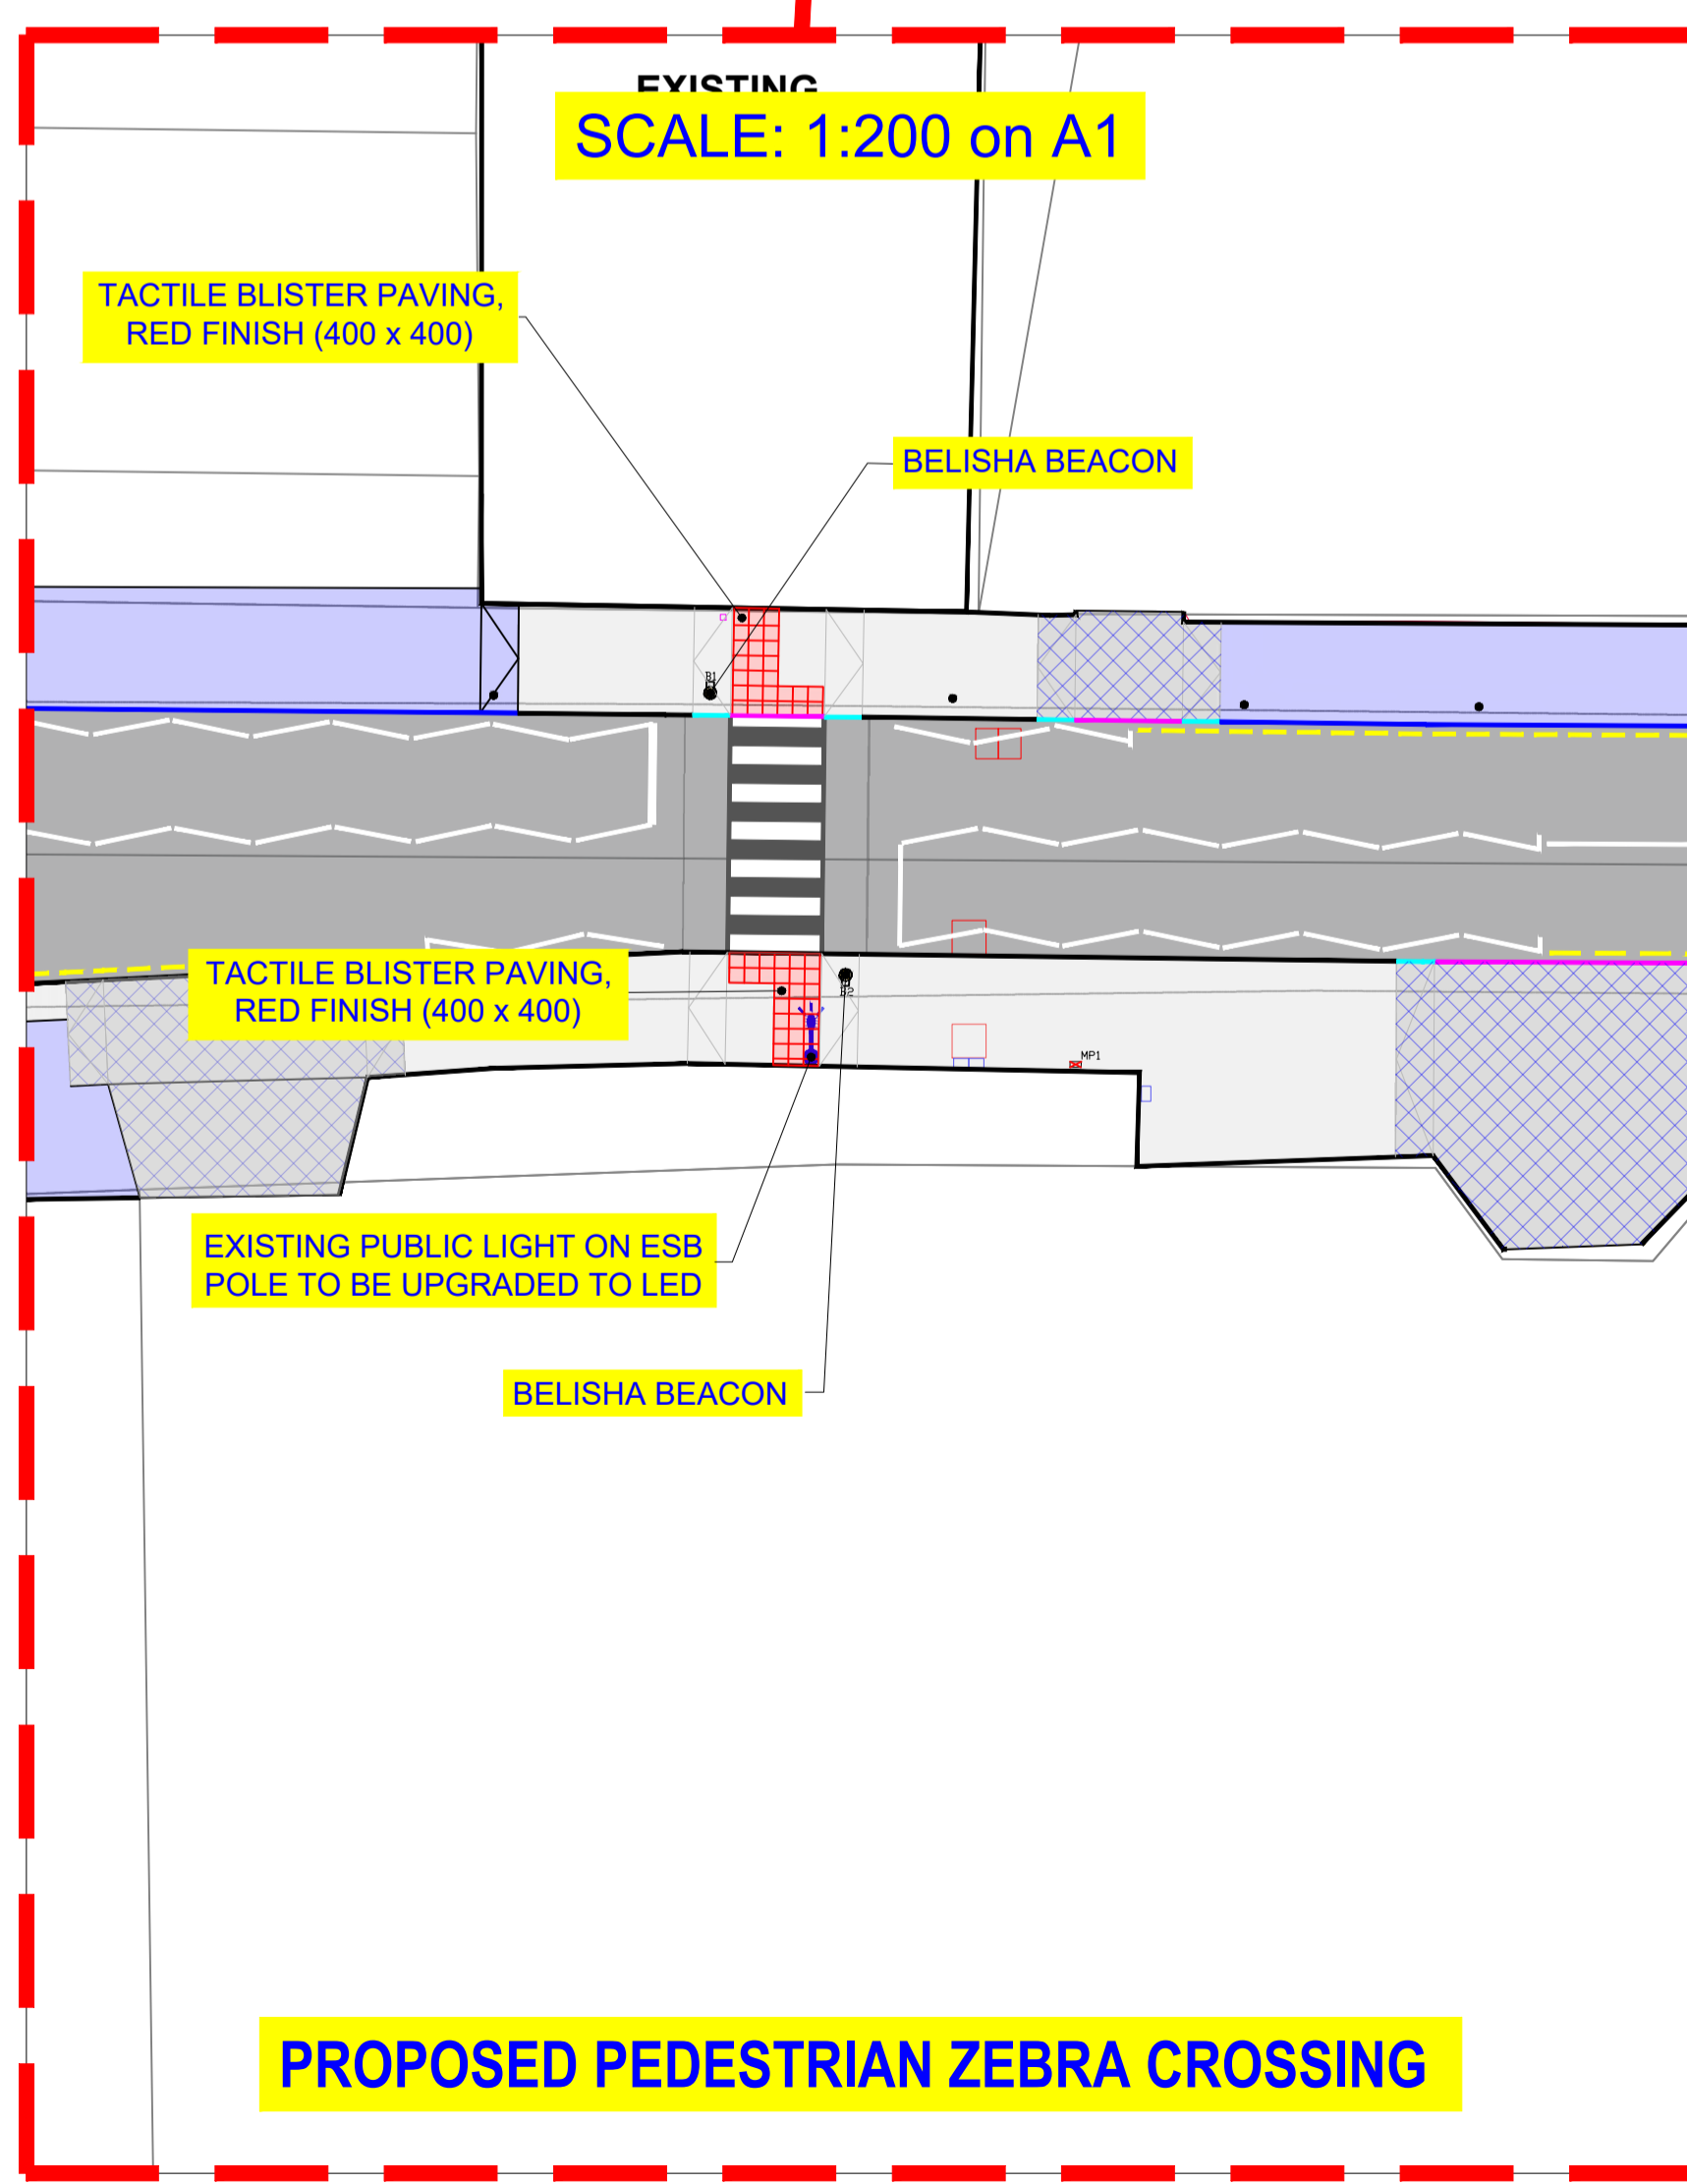 EXISTING
SCALE: 1:200 on A1
TACTILE BLISTER PAVING,
RED FINISH (400 x 400)
BELISHA BEACON
B1
TACTILE BLISTER PAVING,
RED FINISH (400 x 400)
MP1
EXISTING PUBLIC LIGHT ON ESB
POLE TO BE UPGRADED TO LED
BELISHA BEACON
PROPOSED PEDESTRIAN ZEBRA CROSSING